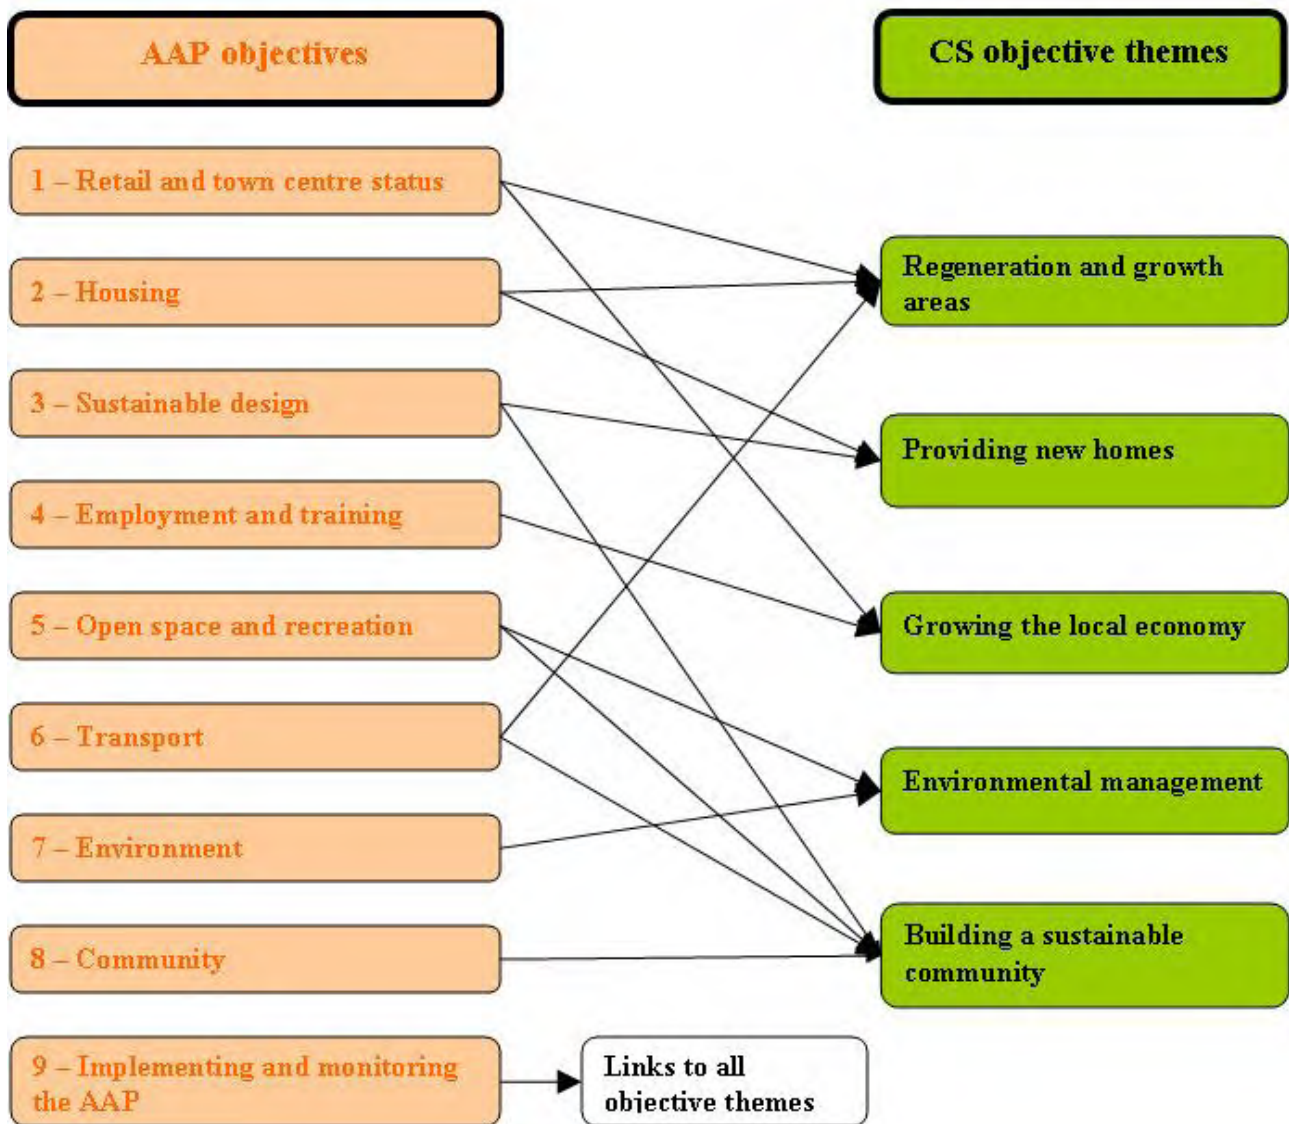 AAP objectives
CS objective themes
1 – Retail and town centre status
2 – Housing
3 – Sustainable design
4 – Employment and training
5 – Open space and recreation
6 – Transport
7 – Environment
8 – Community
9 – Implementing and monitoring
the AAP
Links to all
objective themes
Regeneration and growth
areas
Providing new homes
Growing the local economy
Environmental management
Building a sustainable
community